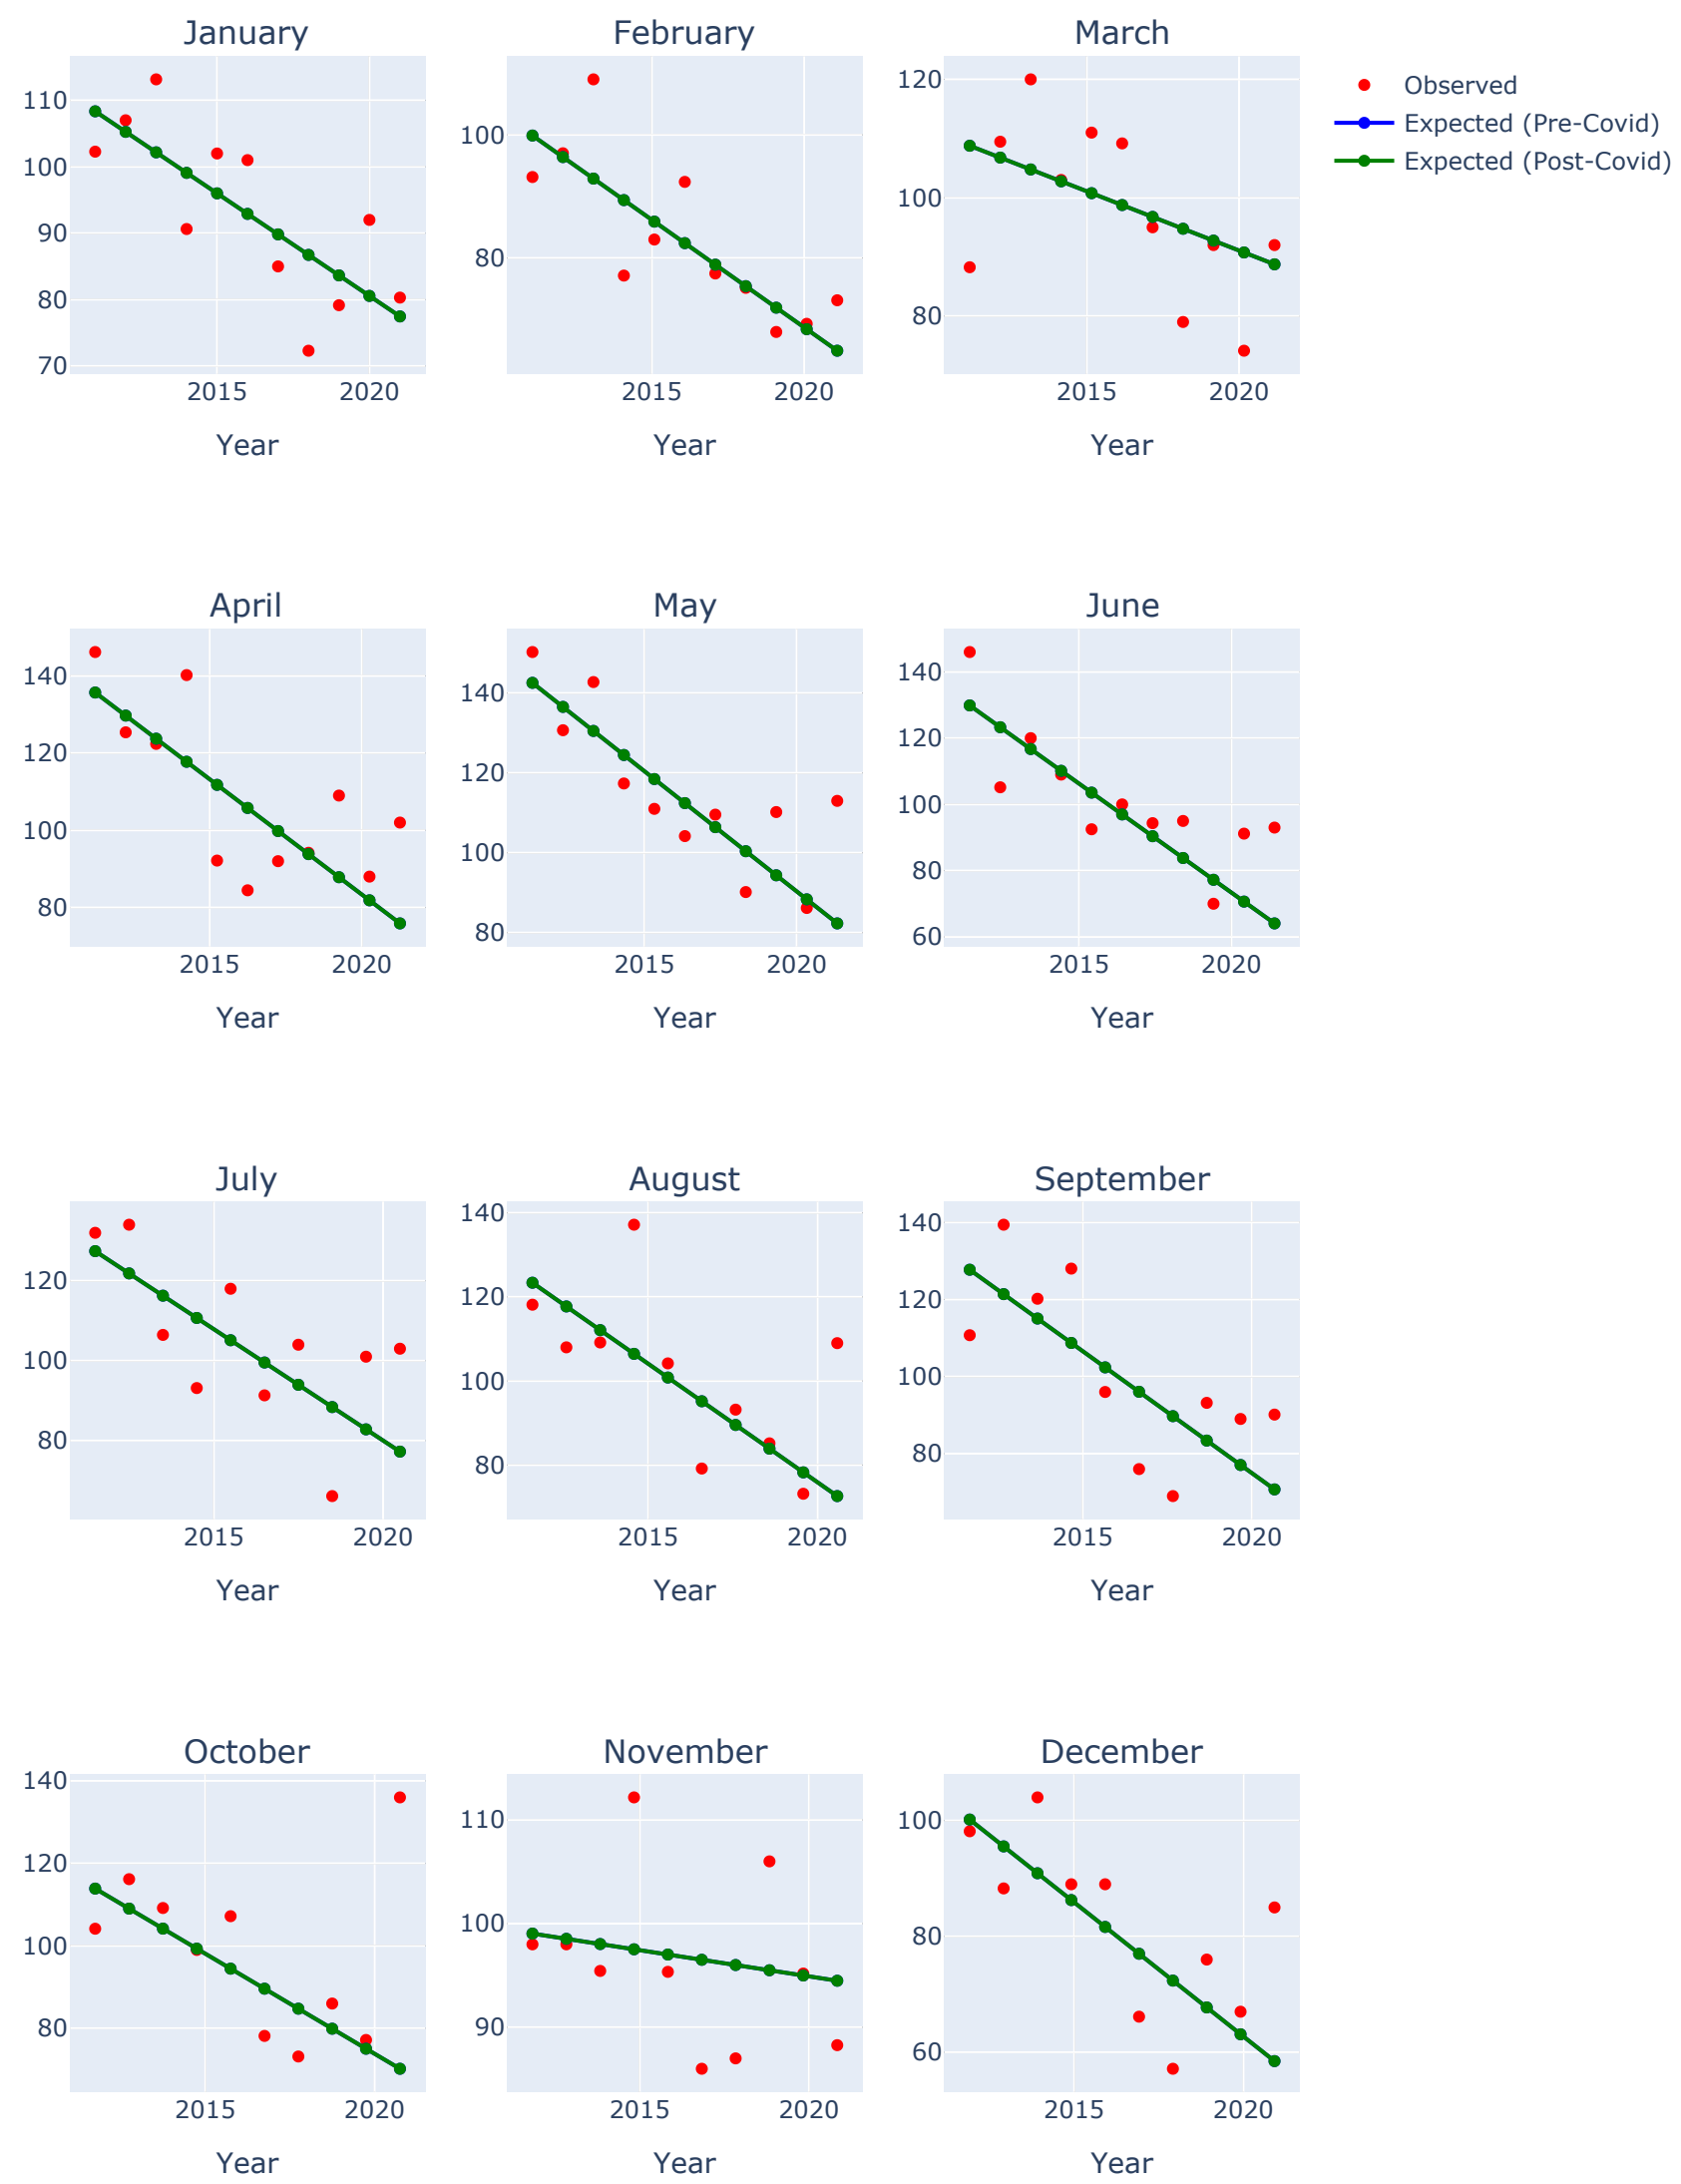 January
February
March
110
100
90
80
70
2015
2020
Year
100
80
2015
2020
Year
120
100
80
2015
2020
Year
Observed
Expected (Pre-Covid)
Expected (Post-Covid)
April
May
June
140
120
100
80
2015
2020
Year
140
120
100
80
2015
2020
Year
140
120
100
80
60
2015
2020
Year
July
August
September
120
100
80
2015
2020
Year
140
120
100
80
2015
2020
Year
140
120
100
80
2015
2020
Year
October
November
December
140
120
100
80
2015
2020
Year
110
100
90
2015
2020
Year
100
80
60
2015
2020
Year